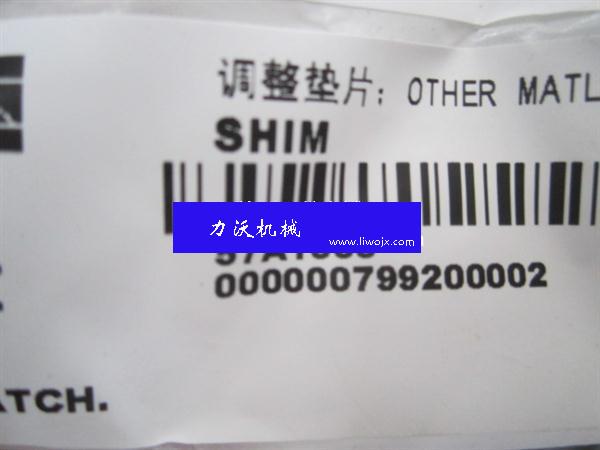 调整垫片: OTHER MATL
SHIM
力沃机械
www.liwojx.com
000000799200002
ATCH.